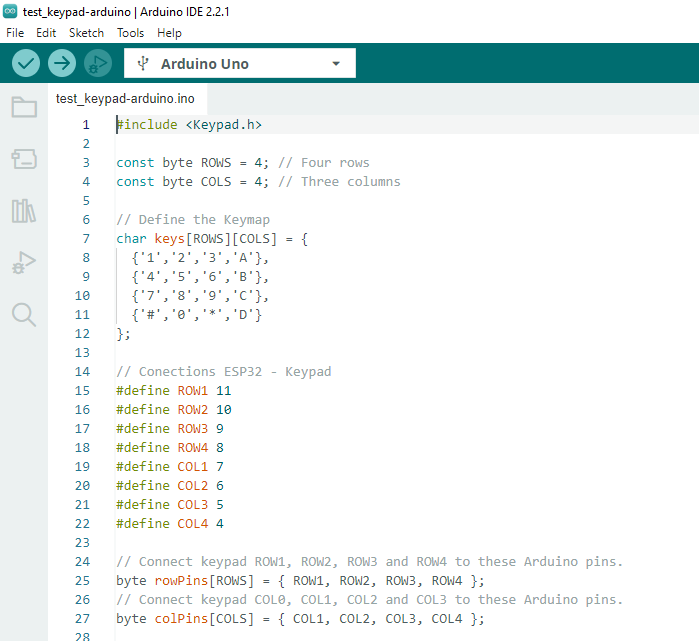 test_keypad-arduino | Arduino IDE 2.2.1
File Edit Sketch Tools Help
Arduino Uno
test_keypad-arduino.ino
1 #include <Keypad.h>
2
3 const byte ROWS = 4; // Four rows
4 const byte COLS = 4; // Three columns
5
6 // Define the Keymap
7 char keys[ROWS][COLS] = {
8 {'1','2','3','A'},
9 {'4','5','6','B'},
10 {'7','8','9','C'},
11 {'#','0','*','D'}
12 };
13
14 // Conections ESP32 - Keypad
15 #define ROW1 11
16 #define ROW2 10
17 #define ROW3 9
18 #define ROW4 8
19 #define COL1 7
20 #define COL2 6
21 #define COL3 5
22 #define COL4 4
23
24 // Connect keypad ROW1, ROW2, ROW3 and ROW4 to these Arduino pins.
25 byte rowPins[ROWS] = { ROW1, ROW2, ROW3, ROW4 };
26 // Connect keypad COL0, COL1, COL2 and COL3 to these Arduino pins.
27 byte colPins[COLS] = { COL1, COL2, COL3, COL4 };
28